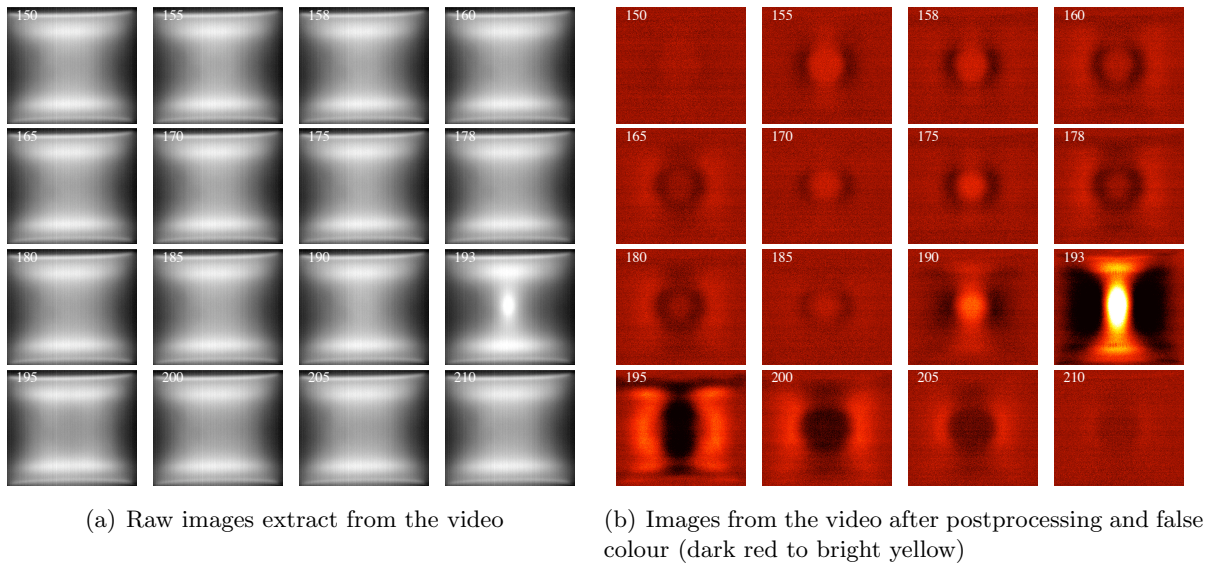 150 155 158 160
165 170 175 178
180 185 190 193
195 200 205 210
(a) Raw images extract from the video
150 155 158 160
165 170 175 178
180 185 190 193
195 200 205 210
(b) Images from the video after postprocessing and false
colour (dark red to bright yellow)